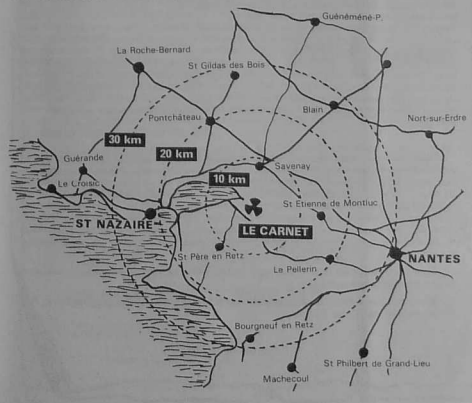 Guénéméné-P.
La Roche-Bernard
St Gildas des Bois
Blain
Nort-sur-Erdre
Pontchâteau
30 km
20 km
Guérande
Savenay
10 km
Le Croisic
St Etienne de Montluc
ST NAZAIRE
LE CARNET
St Père en Retz
NANTES
Le Pellerin
Bourgneuf en Retz
St Philbert de Grand-Lieu
Machecoul